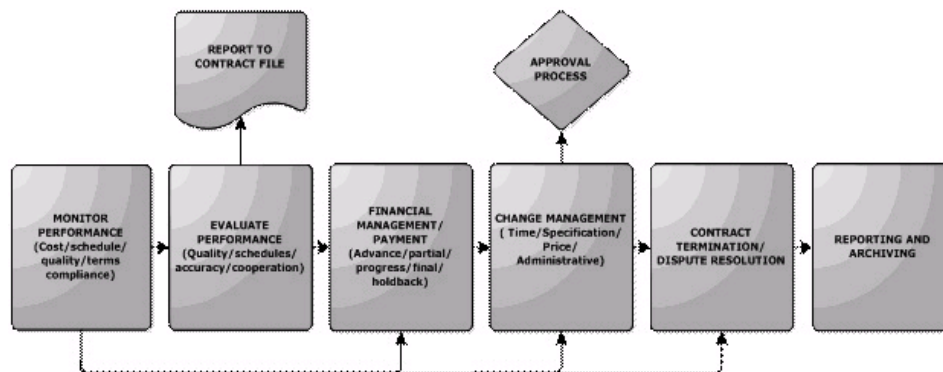 REPORT TO
CONTRACT FILE
APPROVAL
PROCESS
MONITOR
PERFORMANCE
(Cost/schedule/
quality/terms
compliance)
EVALUATE
PERFORMANCE
(Quality/schedules/
accuracy/cooperation)
FINANCIAL
MANAGEMENT/
PAYMENT
(Advance/partial/
progress/final/
holdback)
CHANGE MANAGEMENT
( Time/Specification/
Price/
Administrative)
CONTRACT
TERMINATION/
DISPUTE RESOLUTION
REPORTING AND
ARCHIVING